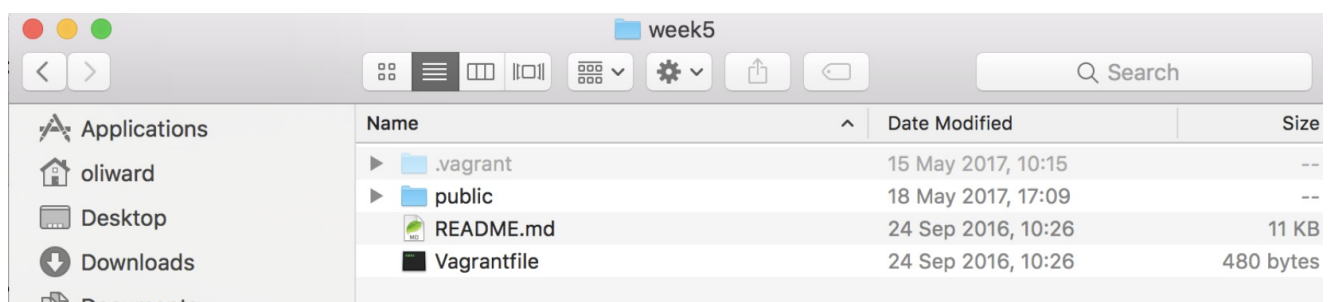 week5
Search
Applications
oliward
Desktop
Downloads
Name Date Modified Size
.vagrant 15 May 2017, 10:15 --
public 18 May 2017, 17:09 --
README.md 24 Sep 2016, 10:26 11 KB
Vagrantfile 24 Sep 2016, 10:26 480 bytes